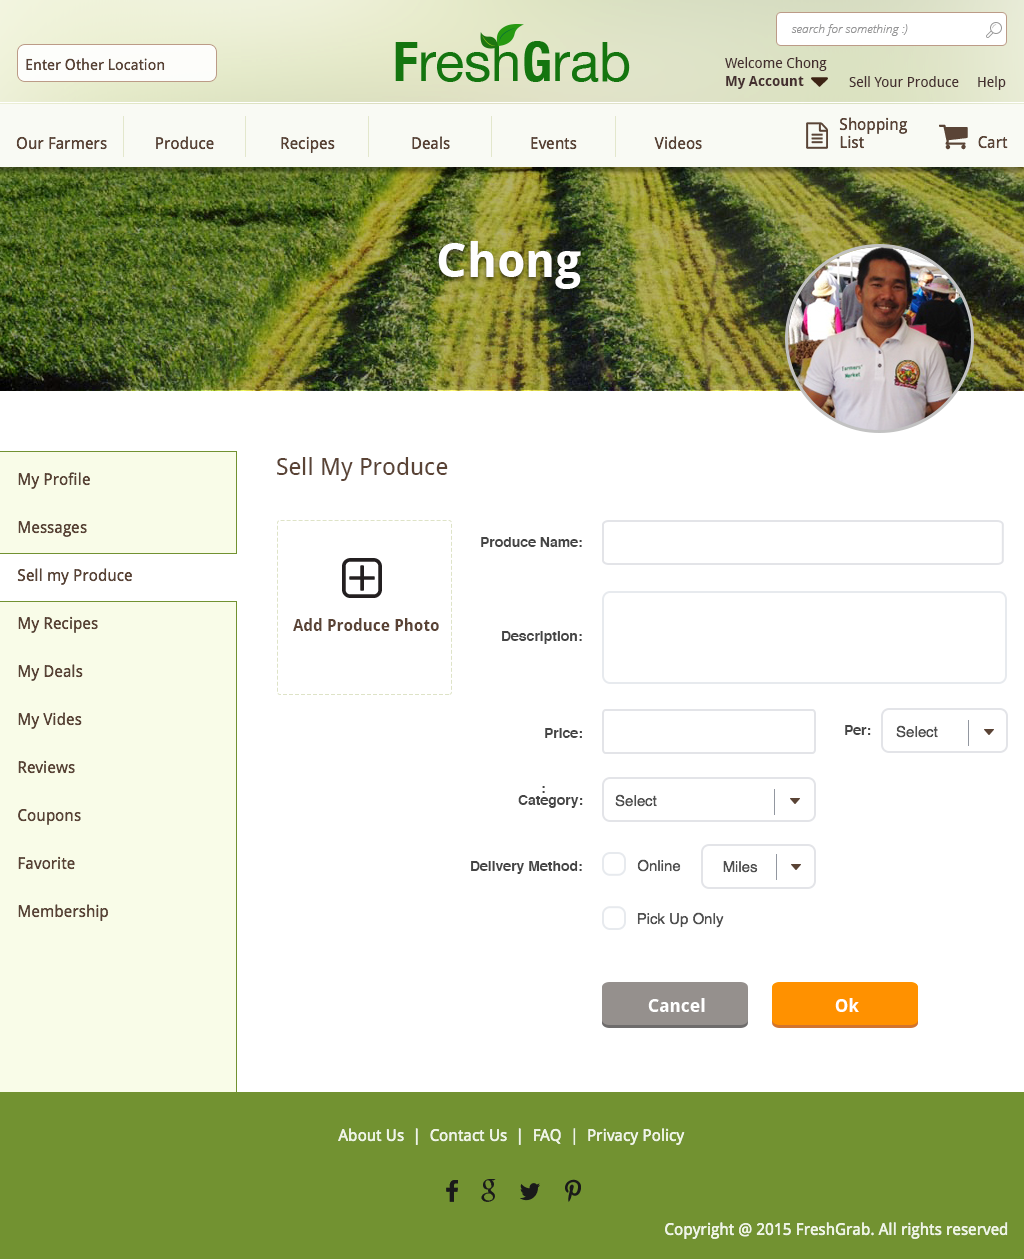 search for something :)
Enter Other Location
FreshGrab
Welcome Chong
My Account
Sell Your Produce
Help
Our Farmers
Produce
Recipes
Deals
Events
Videos
Shopping
List
Cart
Chong
Farmers'
Market
Sell My Produce
My Profile
Messages
Sell my Produce
My Recipes
My Deals
My Vides
Reviews
Coupons
Favorite
Membership
Add Produce Photo
Produce Name:
Description:
Price:
Per:
Select
:
Category:
Select
Delivery Method:
Online
Miles
Pick Up Only
Cancel
Ok
About Us | Contact Us | FAQ | Privacy Policy
Copyright @ 2015 FreshGrab. All rights reserved